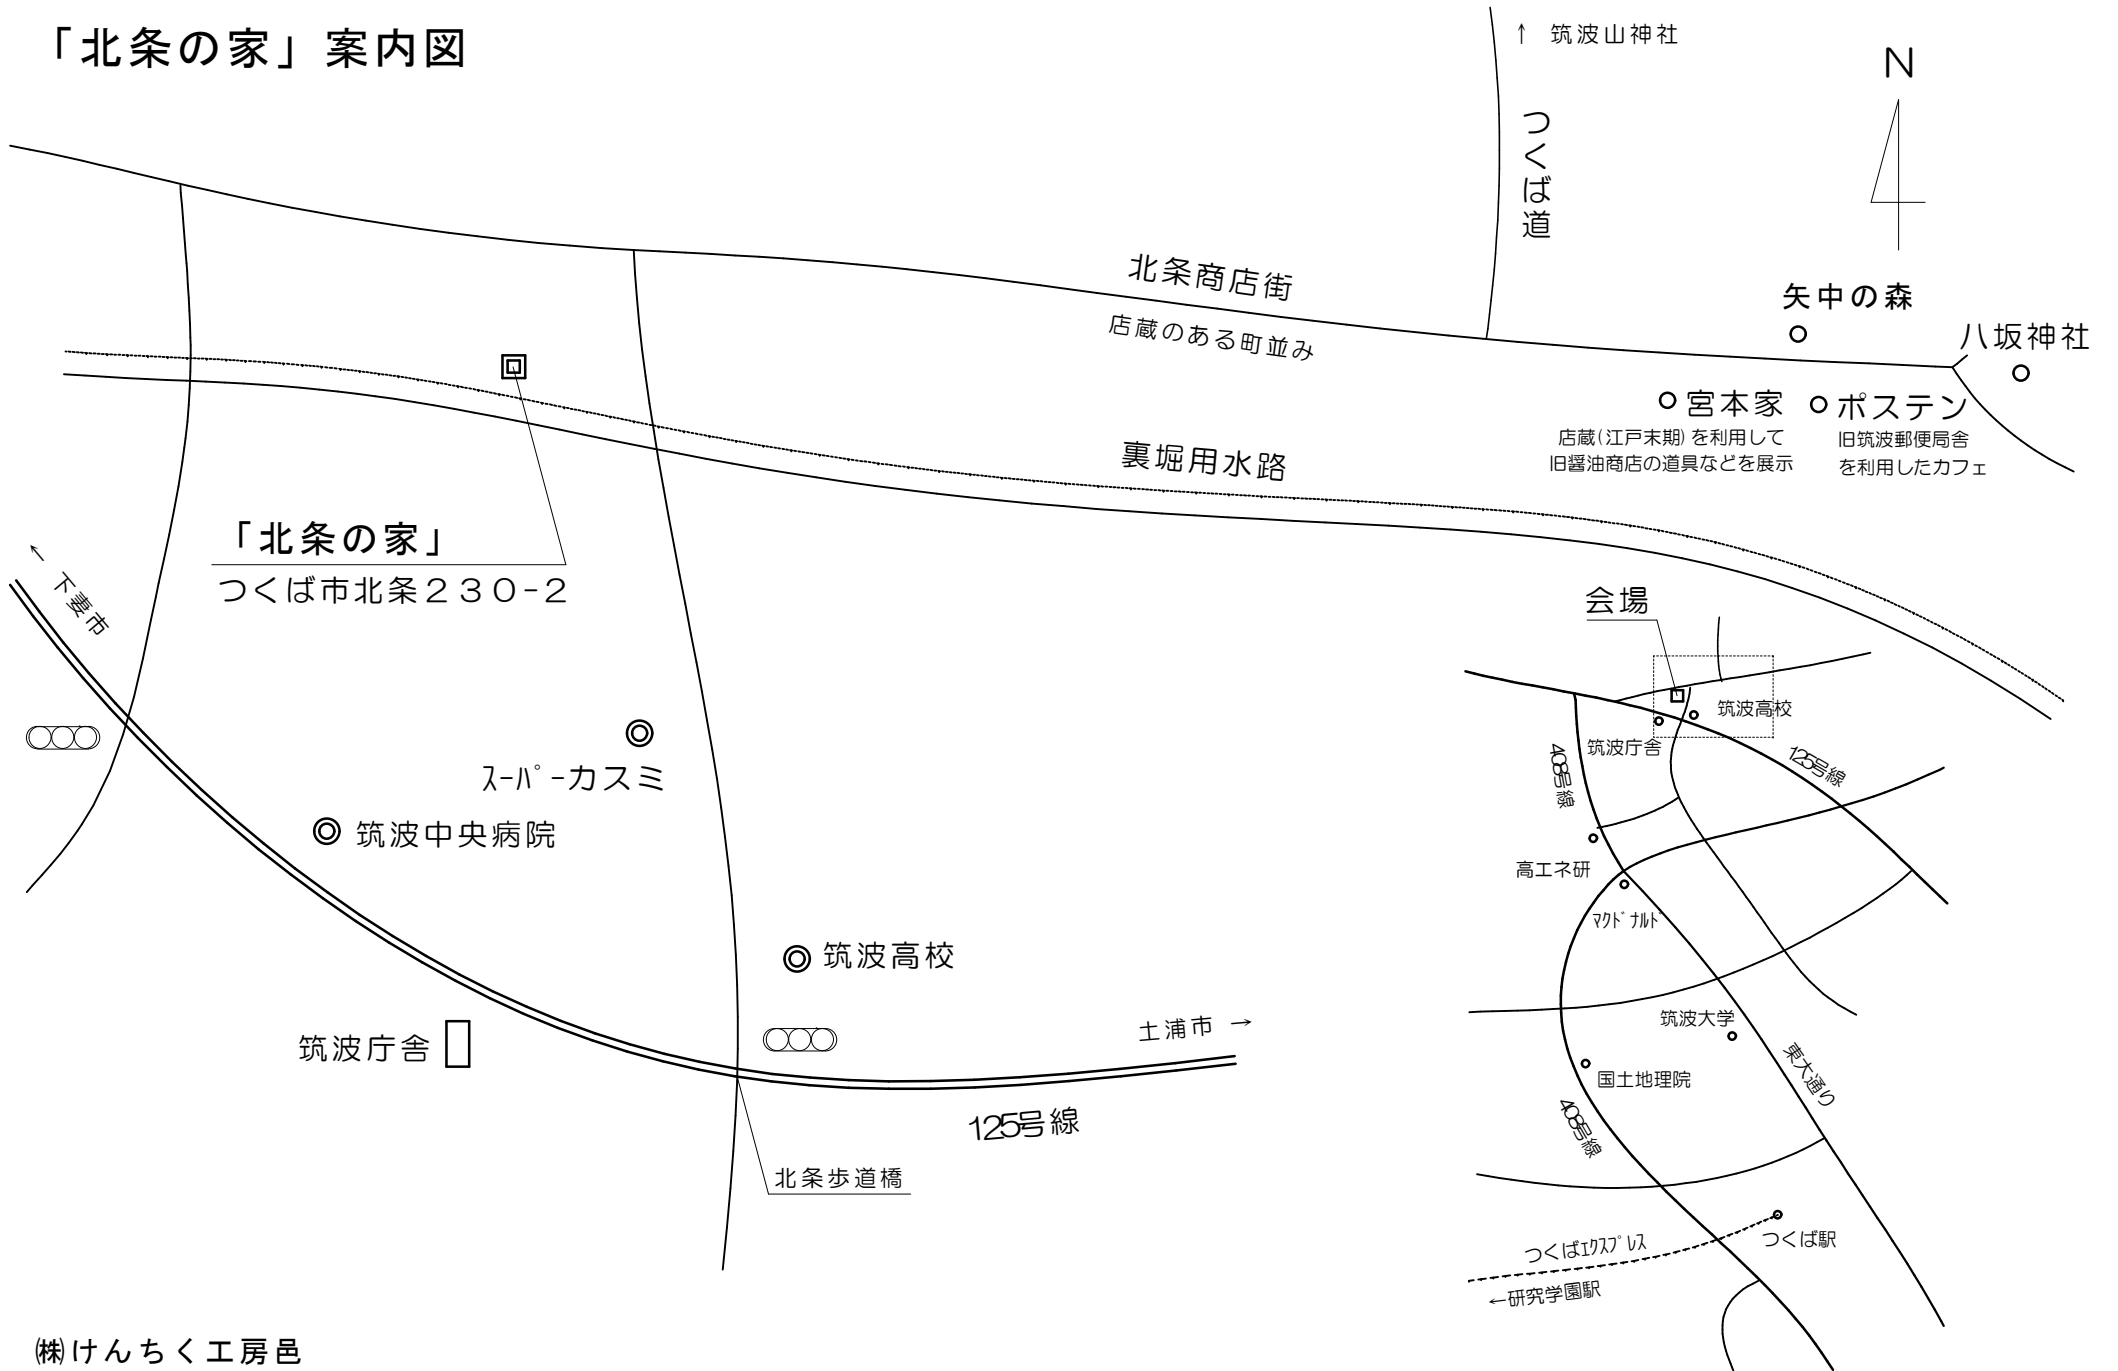 「北条の家」案内図
↑ 筑波山神社
N
つくば道
北条商店街
店蔵のある町並み
矢中の森
八坂神社
宮本家
店蔵(江戸末期)を利用して
旧醤油商店の道具などを展示
ポステン
旧筑波郵便局舎
を利用したカフェ
裏堀用水路
「北条の家」
つくば市北条230-2
← 下妻市
スーパーカスミ
筑波中央病院
筑波高校
筑波庁舎
土浦市 →
125号線
北条歩道橋
会場
筑波高校
筑波庁舎
408号線
125号線
高エネ研
マクドナルド
筑波大学
東大通り
国土地理院
408号線
つくばエクスプレス
つくば駅
←研究学園駅
㈱けんちく工房邑